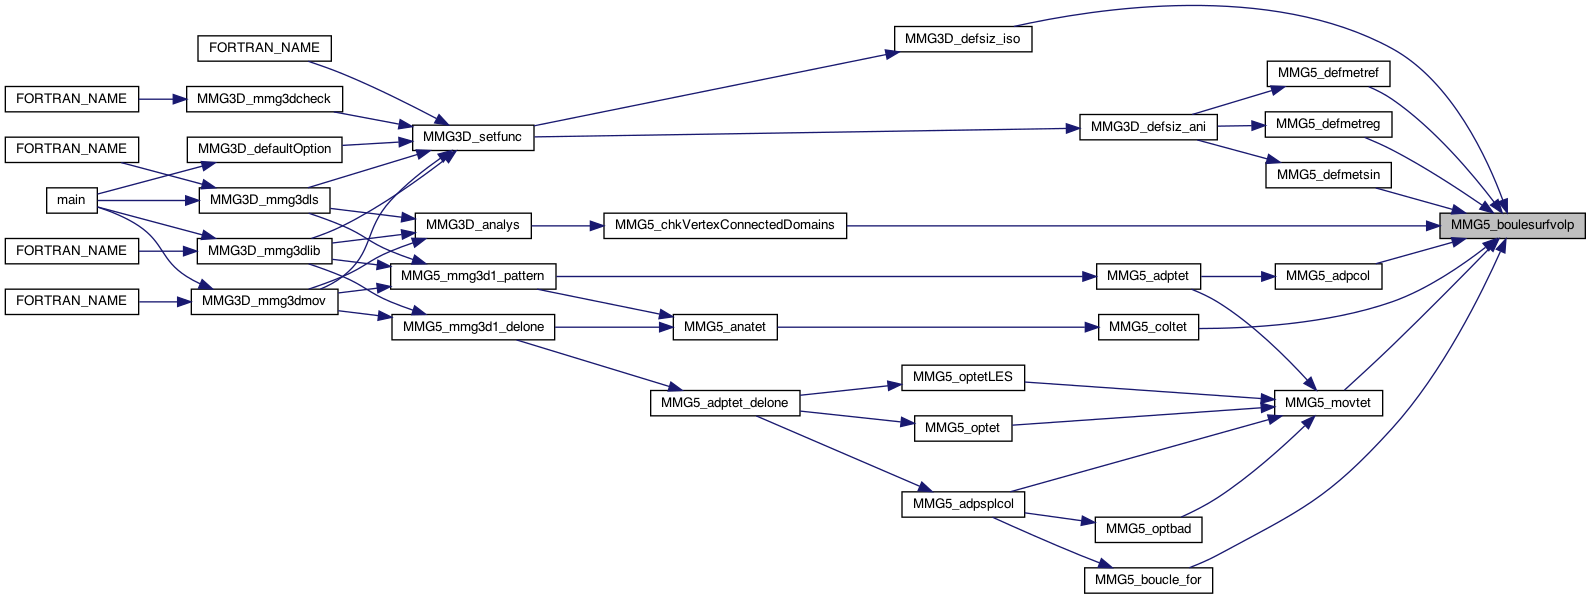 MMG3D_defsiz_iso
FORTRAN_NAME
MMG5_defmetref
FORTRAN_NAME
MMG3D_mmg3dcheck
MMG3D_setfunc
MMG3D_defsiz_ani
MMG5_defmetreg
FORTRAN_NAME
MMG3D_defaultOption
MMG5_defmetsin
main
MMG3D_mmg3dls
MMG3D_analys
MMG5_chkVertexConnectedDomains
MMG5_boulesurfvolp
FORTRAN_NAME
MMG3D_mmg3dlib
MMG5_mmg3d1_pattern
MMG5_adptet
MMG5_adpcol
FORTRAN_NAME
MMG3D_mmg3dmov
MMG5_mmg3d1_delone
MMG5_anatet
MMG5_coltet
MMG5_optetLES
MMG5_adptet_delone
MMG5_movtet
MMG5_optet
MMG5_adpsplcol
MMG5_optbad
MMG5_boucle_for